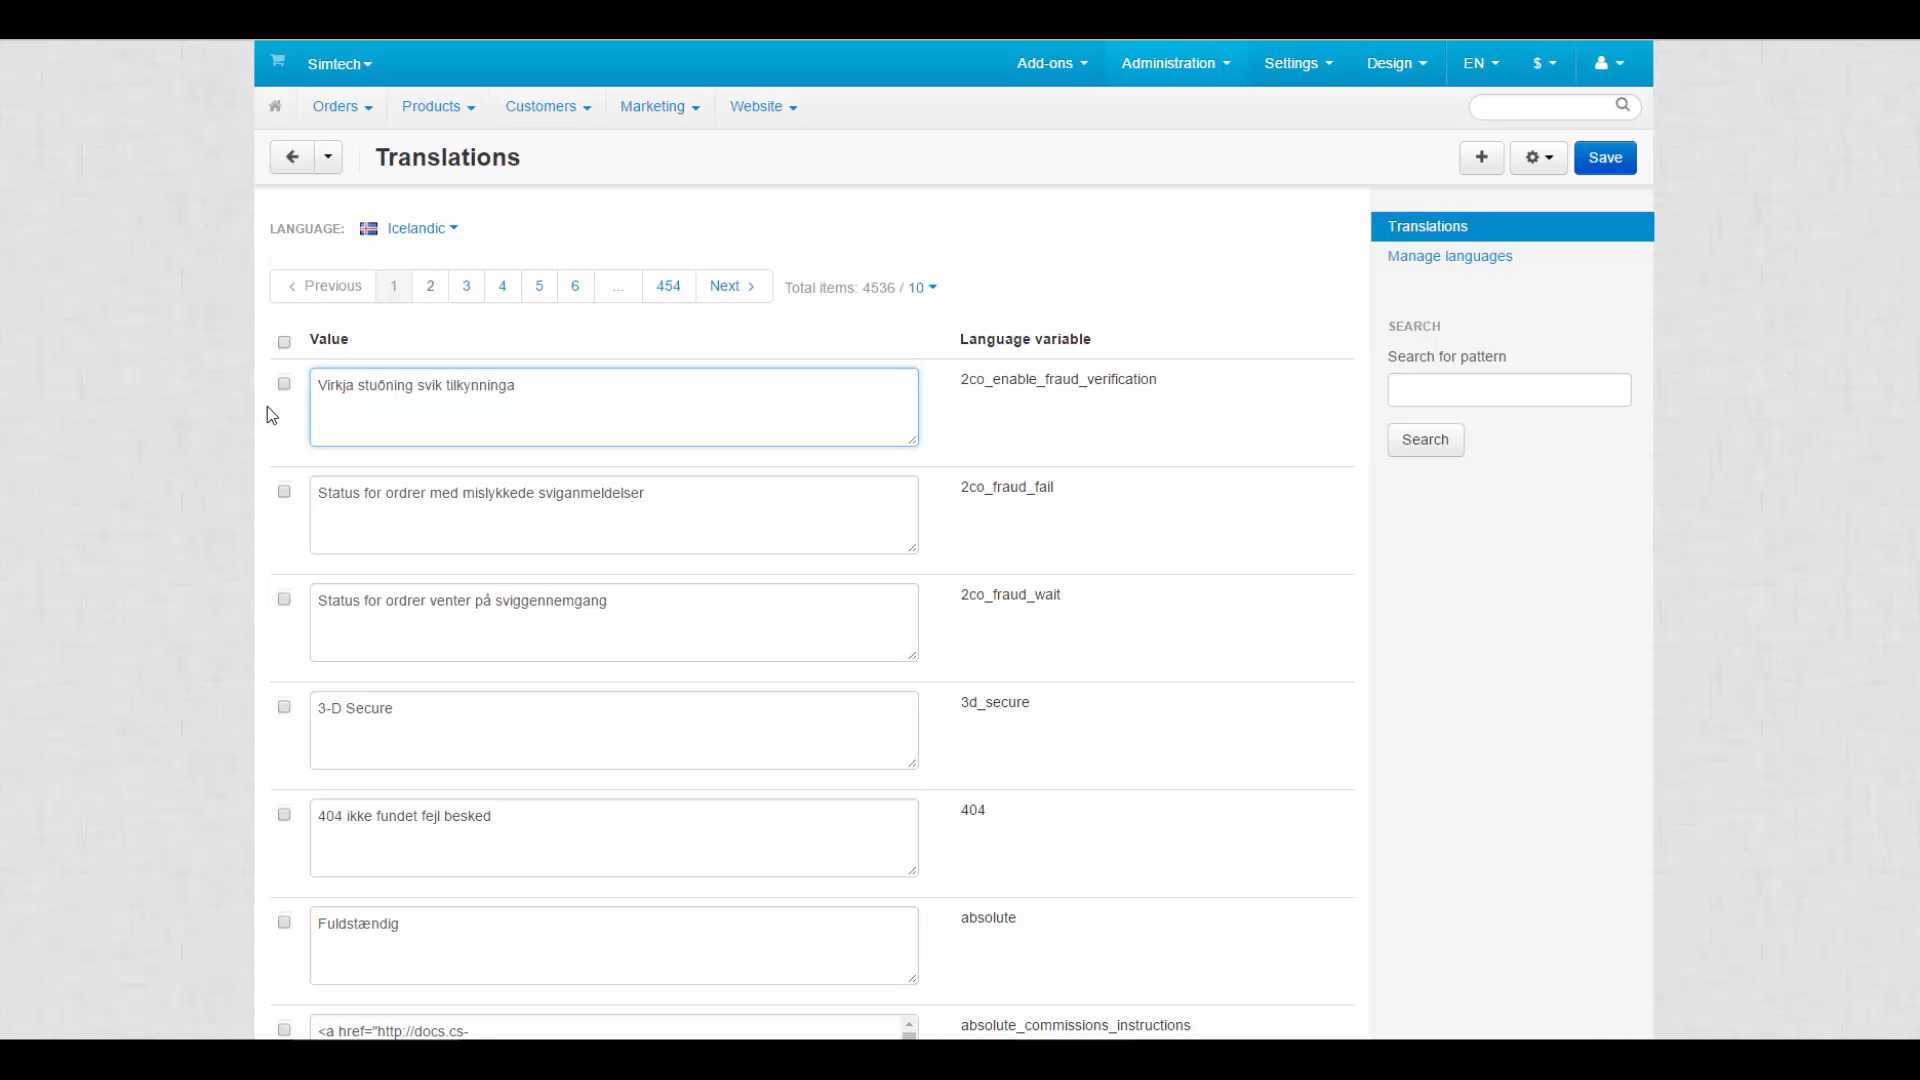 Simtech
Add-ons
Administration
Settings
Design
EN
$
Orders
Products
Customers
Marketing
Website
Translations
Save
LANGUAGE:
Icelandic
Translations
Manage languages
Previous 1 2 3 4 5 6 ... 454 Next
Total items: 4536 / 10
SEARCH
Search for pattern
Search
Value
Language variable
Virkja stuðning svik tilkynninga
2co_enable_fraud_verification
Status for ordrer med mislykkede sviganmeldelser
2co_fraud_fail
Status for ordrer venter på sviggennemgang
2co_fraud_wait
3-D Secure
3d_secure
404 ikke fundet fejl besked
404
Fuldstændig
absolute
<a href="http://docs.cs-
absolute_commissions_instructions